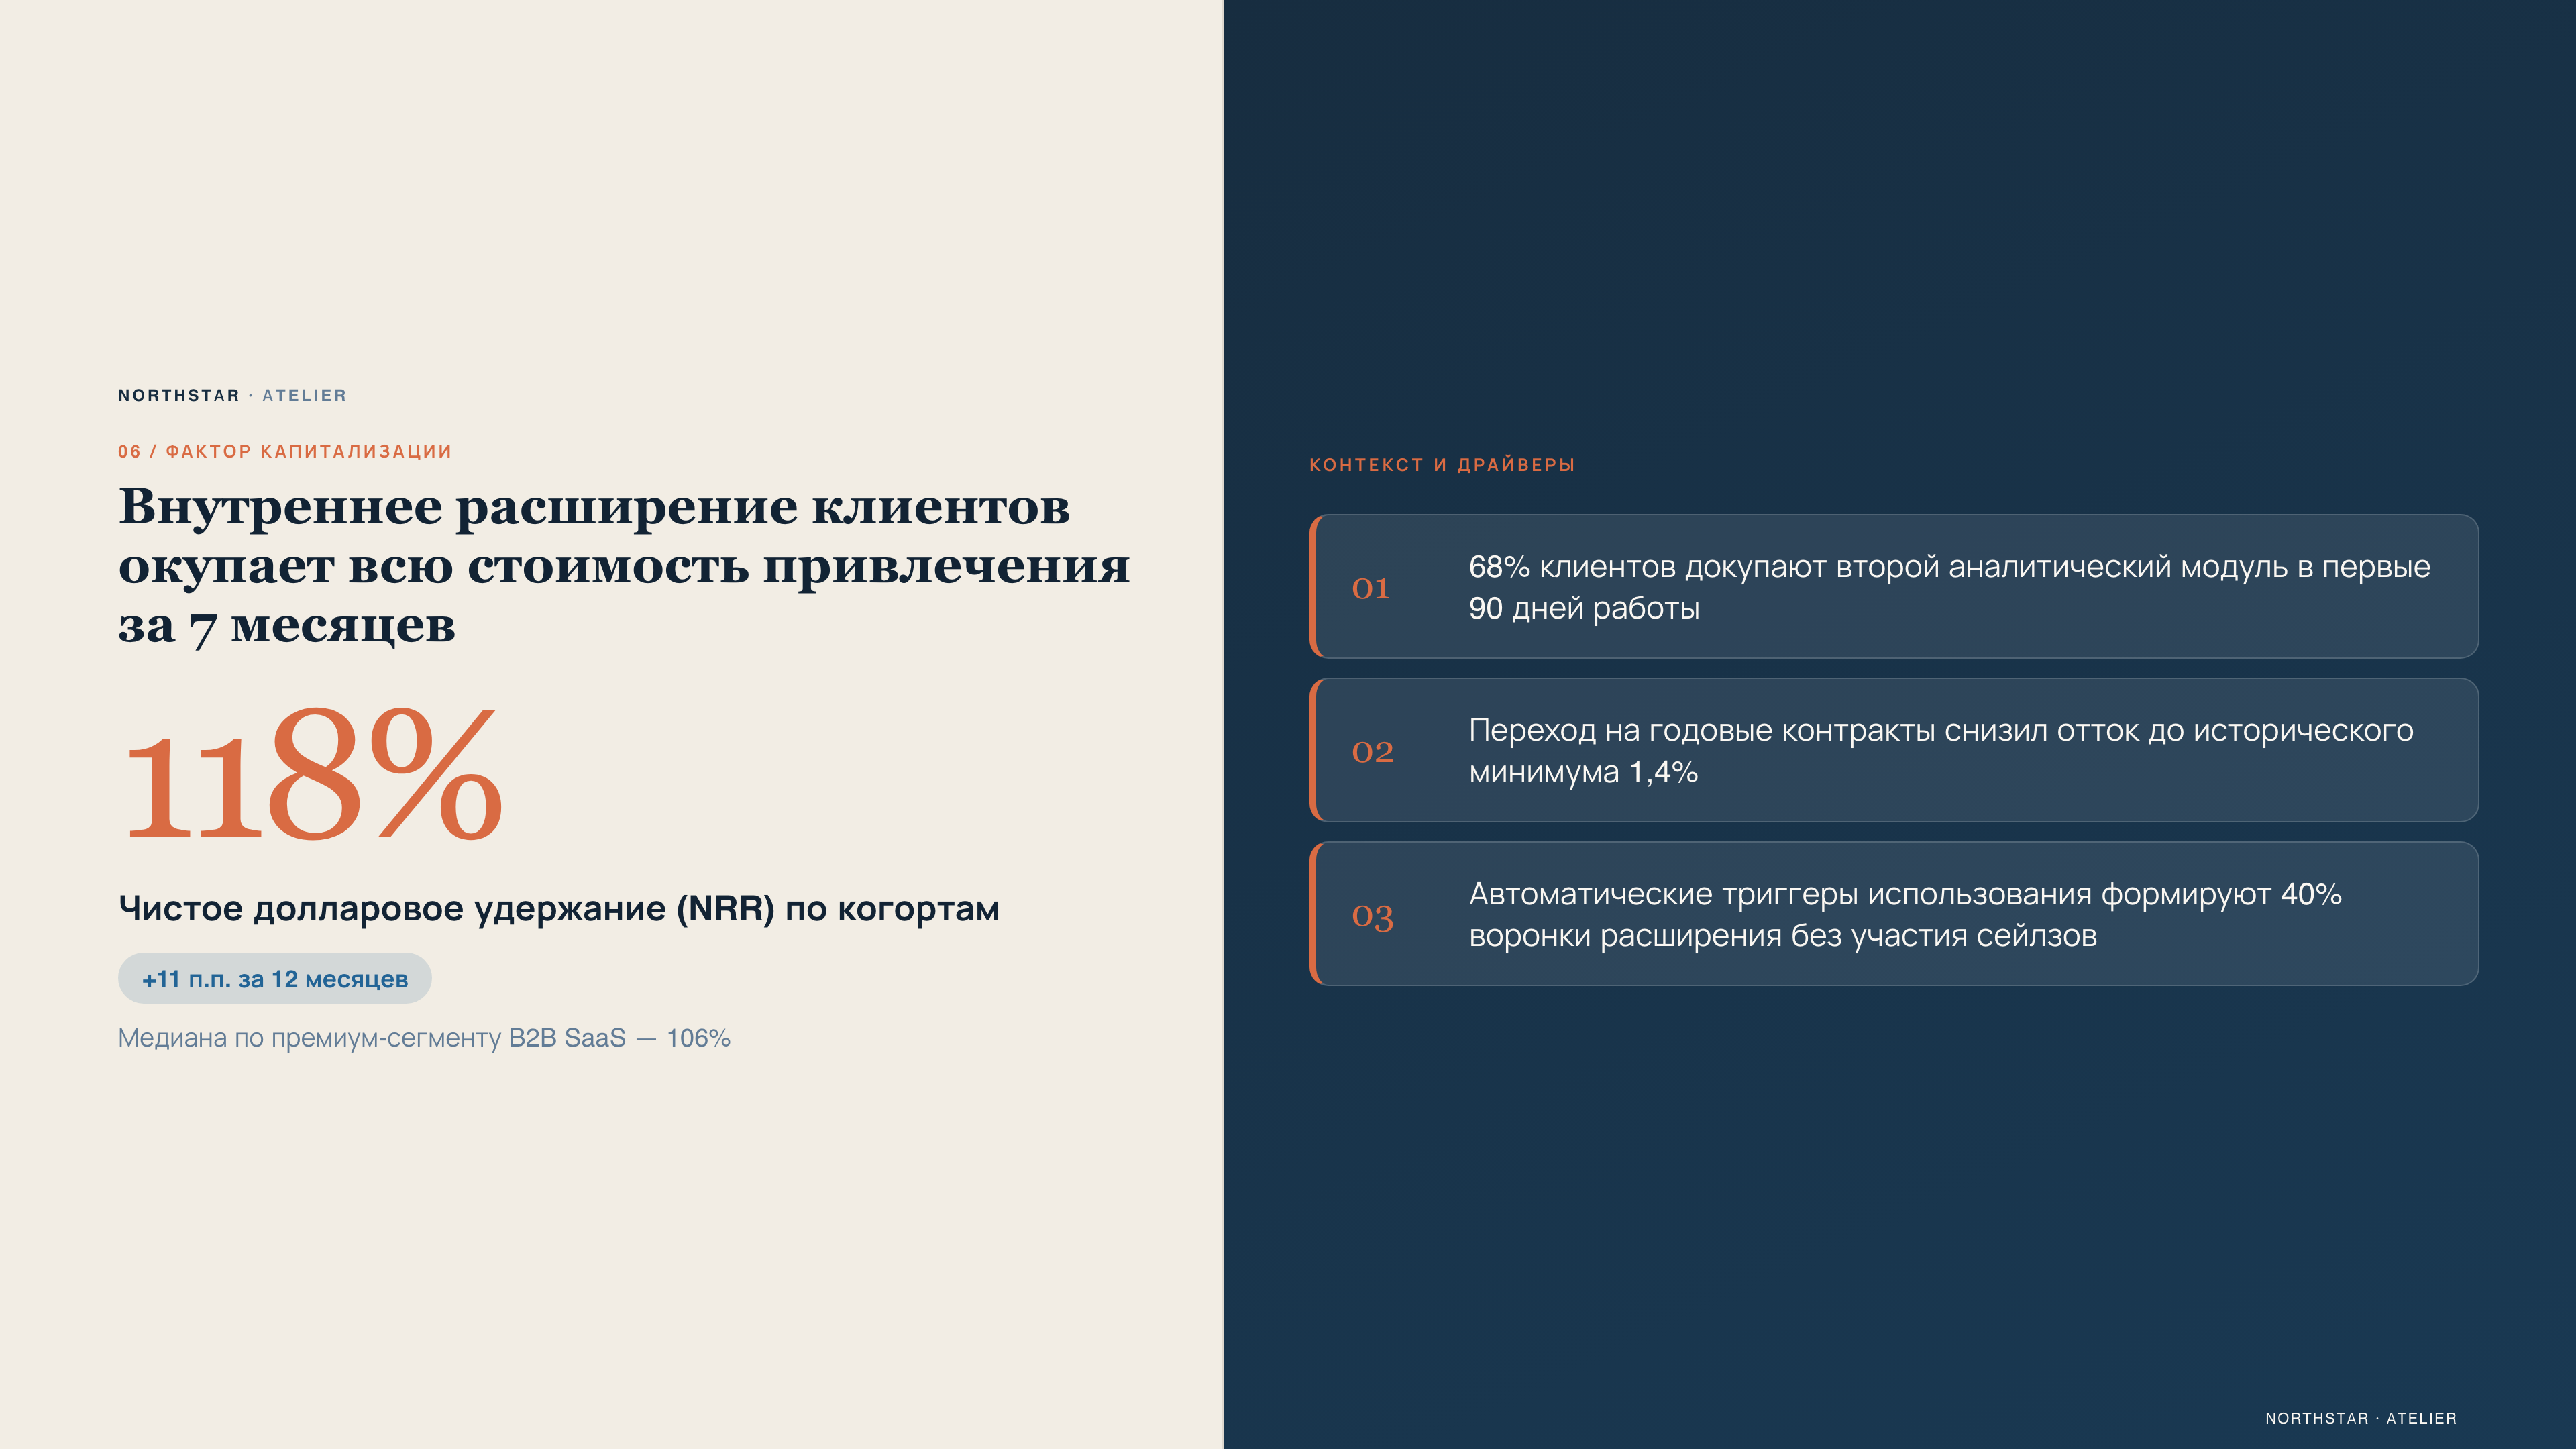 NORTHSTAR · ATELIER
06 / ФАКТОР КАПИТАЛИЗАЦИИ
Внутреннее расширение клиентов
окупает всю стоимость привлечения
за 7 месяцев
118%
Чистое долларовое удержание (NRR) по когортам
+11 п.п. за 12 месяцев
Медиана по премиум-сегменту B2B SaaS — 106%
КОНТЕКСТ И ДРАЙВЕРЫ
01
68% клиентов докупают второй аналитический модуль в первые
90 дней работы
02
Переход на годовые контракты снизил отток до исторического
минимума 1,4%
03
Автоматические триггеры использования формируют 40%
воронки расширения без участия сейлзов
NORTHSTAR · ATELIER